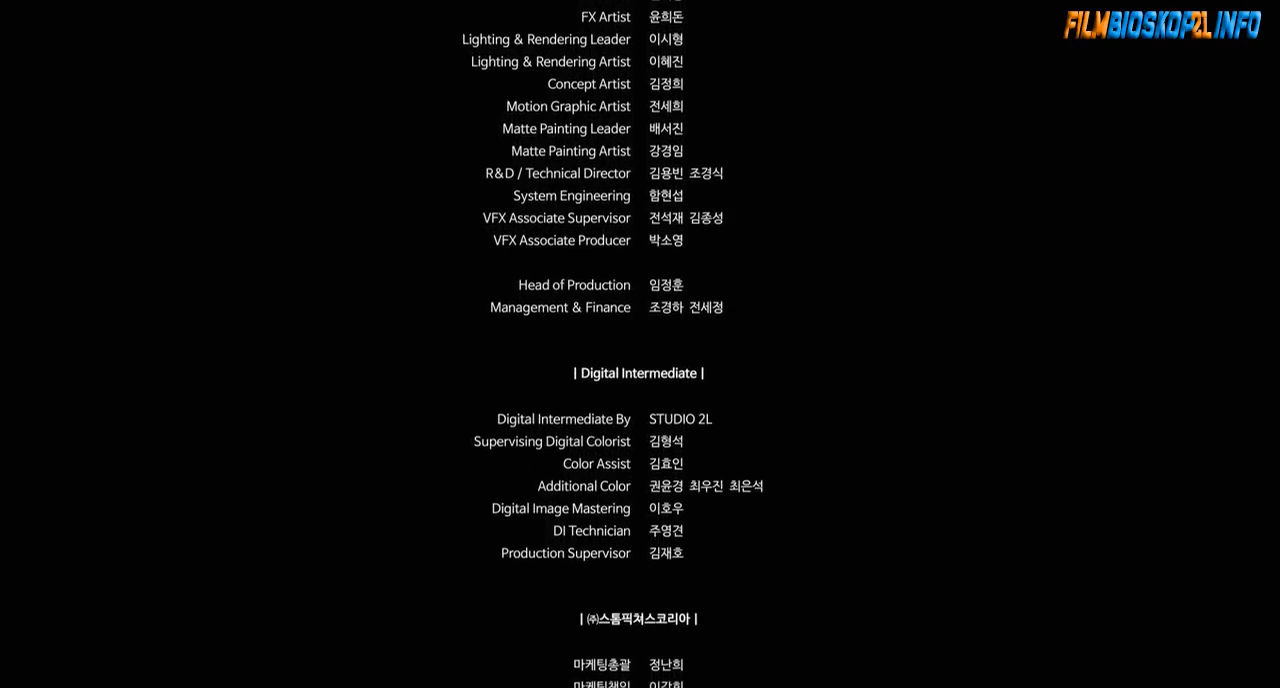 FILMBIOSKOP21.INFO
FX Artist 윤희돈
Lighting & Rendering Leader 이시형
Lighting & Rendering Artist 이혜진
Concept Artist 김정희
Motion Graphic Artist 전세희
Matte Painting Leader 배서진
Matte Painting Artist 강경임
R&D / Technical Director 김용빈 조경식
System Engineering 함현섭
VFX Associate Supervisor 전석재 김종성
VFX Associate Producer 박소영
Head of Production 임정훈
Management & Finance 조경하 전세정
| Digital Intermediate |
Digital Intermediate By STUDIO 2L
Supervising Digital Colorist 김형석
Color Assist 김효인
Additional Color 권윤경 최우진 최은석
Digital Image Mastering 이호우
DI Technician 주영견
Production Supervisor 김재호
| ㈜스톰픽쳐스코리아 |
마케팅총괄 정난희